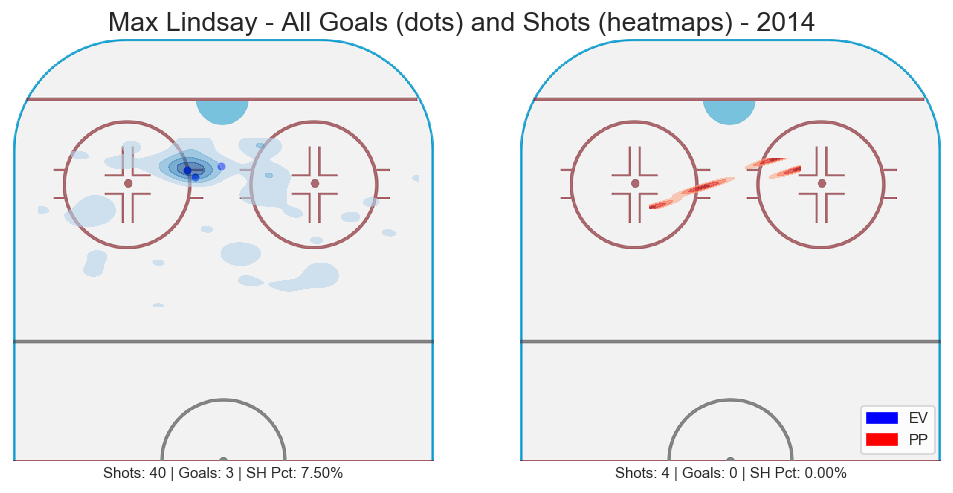 Max Lindsay - All Goals (dots) and Shots (heatmaps) - 2014
EV
PP
Shots: 40 | Goals: 3 | SH Pct: 7.50%
Shots: 4 | Goals: 0 | SH Pct: 0.00%